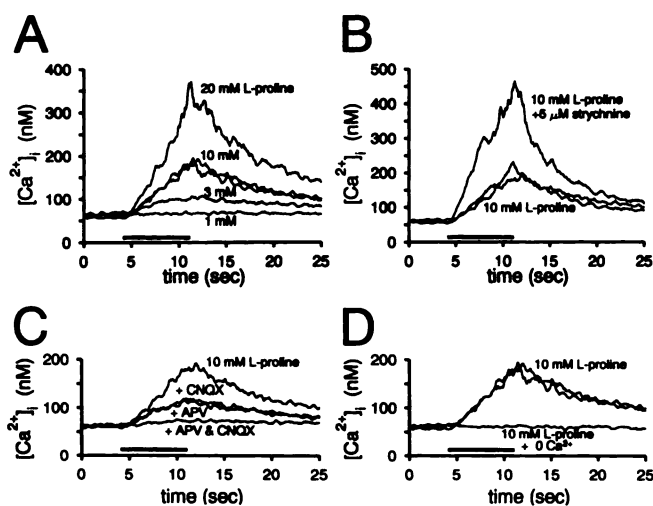 A
B
400
300
200
100
0
[Ca2+]i (nM)
20 mM L-proline
10 mM
3 mM
1 mM
0 5 10 15 20 25
time (sec)
500
400
300
200
100
0
[Ca2+]i (nM)
10 mM L-proline
+5 μM strychnine
10 mM L-proline
0 5 10 15 20 25
time (sec)
C
D
200
100
0
[Ca2+]i (nM)
10 mM L-proline
+ CNQX
+ APV
+ APV & CNQX
0 5 10 15 20 25
time (sec)
200
100
0
[Ca2+]i (nM)
10 mM L-proline
10 mM L-proline
+ 0 Ca2+
0 5 10 15 20 25
time (sec)